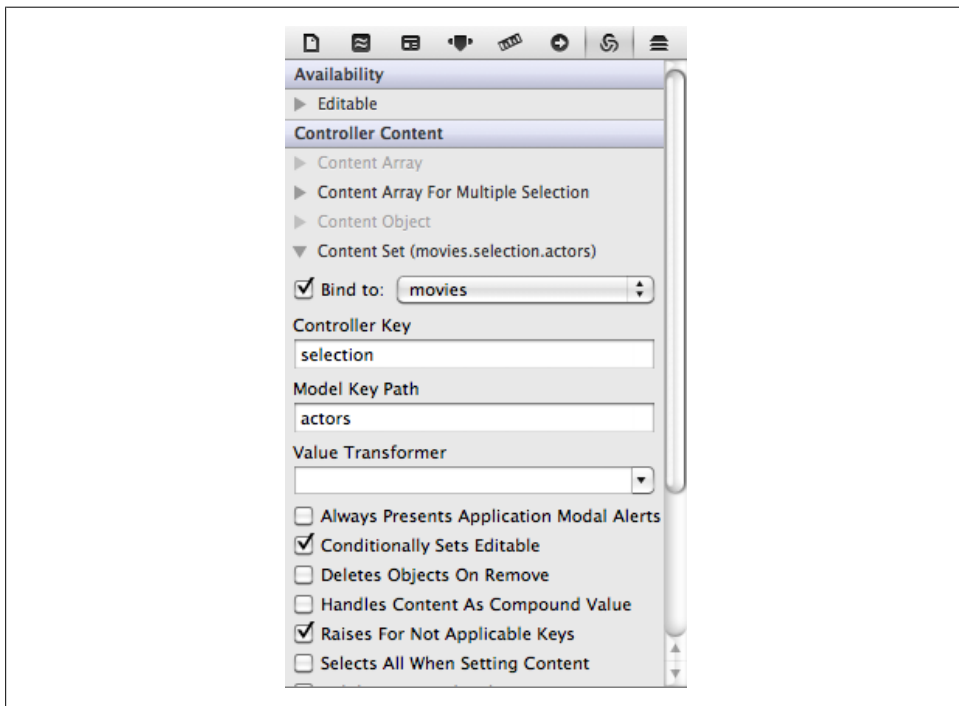 Availability
Editable
Controller Content
Content Array
Content Array For Multiple Selection
Content Object
Content Set (movies.selection.actors)
Bind to: movies
Controller Key
selection
Model Key Path
actors
Value Transformer
Always Presents Application Modal Alerts
Conditionally Sets Editable
Deletes Objects On Remove
Handles Content As Compound Value
Raises For Not Applicable Keys
Selects All When Setting Content